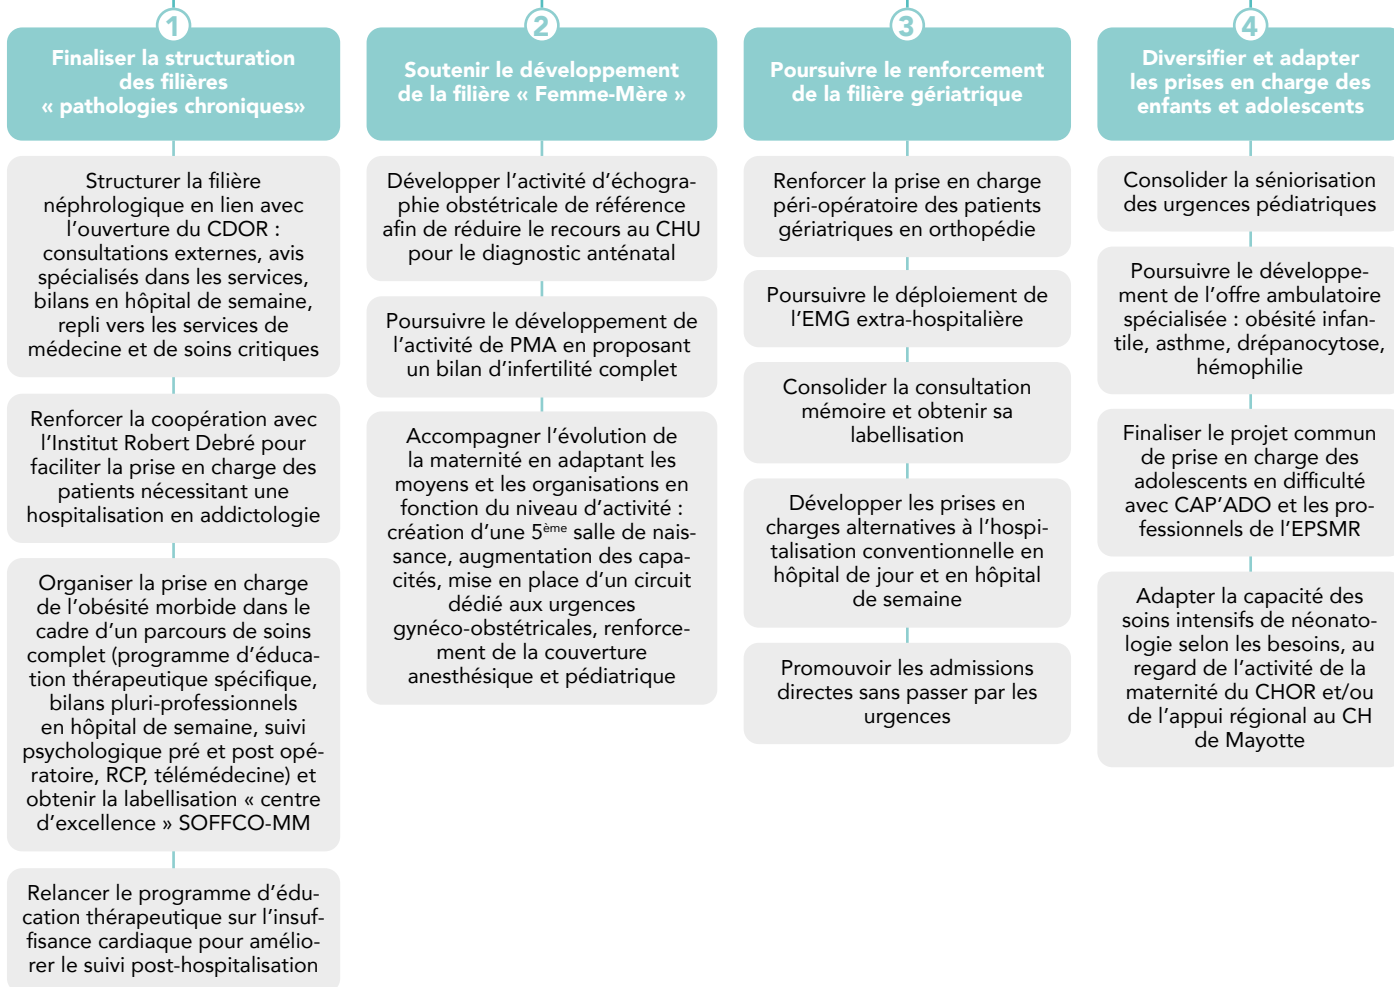 1
Finaliser la structuration
des filières
« pathologies chroniques»
Structurer la filière
néphrologique en lien avec
l'ouverture du CDOR :
consultations externes, avis
spécialisés dans les services,
bilans en hôpital de semaine,
repli vers les services de
médecine et de soins critiques
Renforcer la coopération avec
l'Institut Robert Debré pour
faciliter la prise en charge des
patients nécessitant une
hospitalisation en addictologie
Organiser la prise en charge
de l'obésité morbide dans le
cadre d'un parcours de soins
complet (programme d'éduca-
tion thérapeutique spécifique,
bilans pluri-professionnels
en hôpital de semaine, suivi
psychologique pré et post opé-
ratoire, RCP, télémédecine) et
obtenir la labellisation « centre
d'excellence » SOFFCO-MM
Relancer le programme d'édu-
cation thérapeutique sur l'insuf-
fisance cardiaque pour amélio-
rer le suivi post-hospitalisation
2
Soutenir le développement
de la filière « Femme-Mère »
Développer l'activité d'échogra-
phie obstétricale de référence
afin de réduire le recours au CHU
pour le diagnostic anténatal
Poursuivre le développement de
l'activité de PMA en proposant
un bilan d'infertilité complet
Accompagner l'évolution de
la maternité en adaptant les
moyens et les organisations en
fonction du niveau d'activité :
création d'une 5ème salle de nais-
sance, augmentation des capa-
cités, mise en place d'un circuit
dédié aux urgences
gynéco-obstétricales, renforce-
ment de la couverture
anesthésique et pédiatrique
3
Poursuivre le renforcement
de la filière gériatrique
Renforcer la prise en charge
péri-opératoire des patients
gériatriques en orthopédie
Poursuivre le déploiement de
l'EMG extra-hospitalière
Consolider la consultation
mémoire et obtenir sa
labellisation
Développer les prises en
charges alternatives à l'hospi-
talisation conventionnelle en
hôpital de jour et en hôpital
de semaine
Promouvoir les admissions
directes sans passer par les
urgences
4
Diversifier et adapter
les prises en charge des
enfants et adolescents
Consolider la séniorisation
des urgences pédiatriques
Poursuivre le développe-
ment de l'offre ambulatoire
spécialisée : obésité infan-
tile, asthme, drépanocytose,
hémophilie
Finaliser le projet commun
de prise en charge des
adolescents en difficulté
avec CAP'ADO et les pro-
fessionnels de l'EPSMR
Adapter la capacité des
soins intensifs de néonato-
logie selon les besoins, au
regard de l'activité de la
maternité du CHOR et/ou
de l'appui régional au CH
de Mayotte